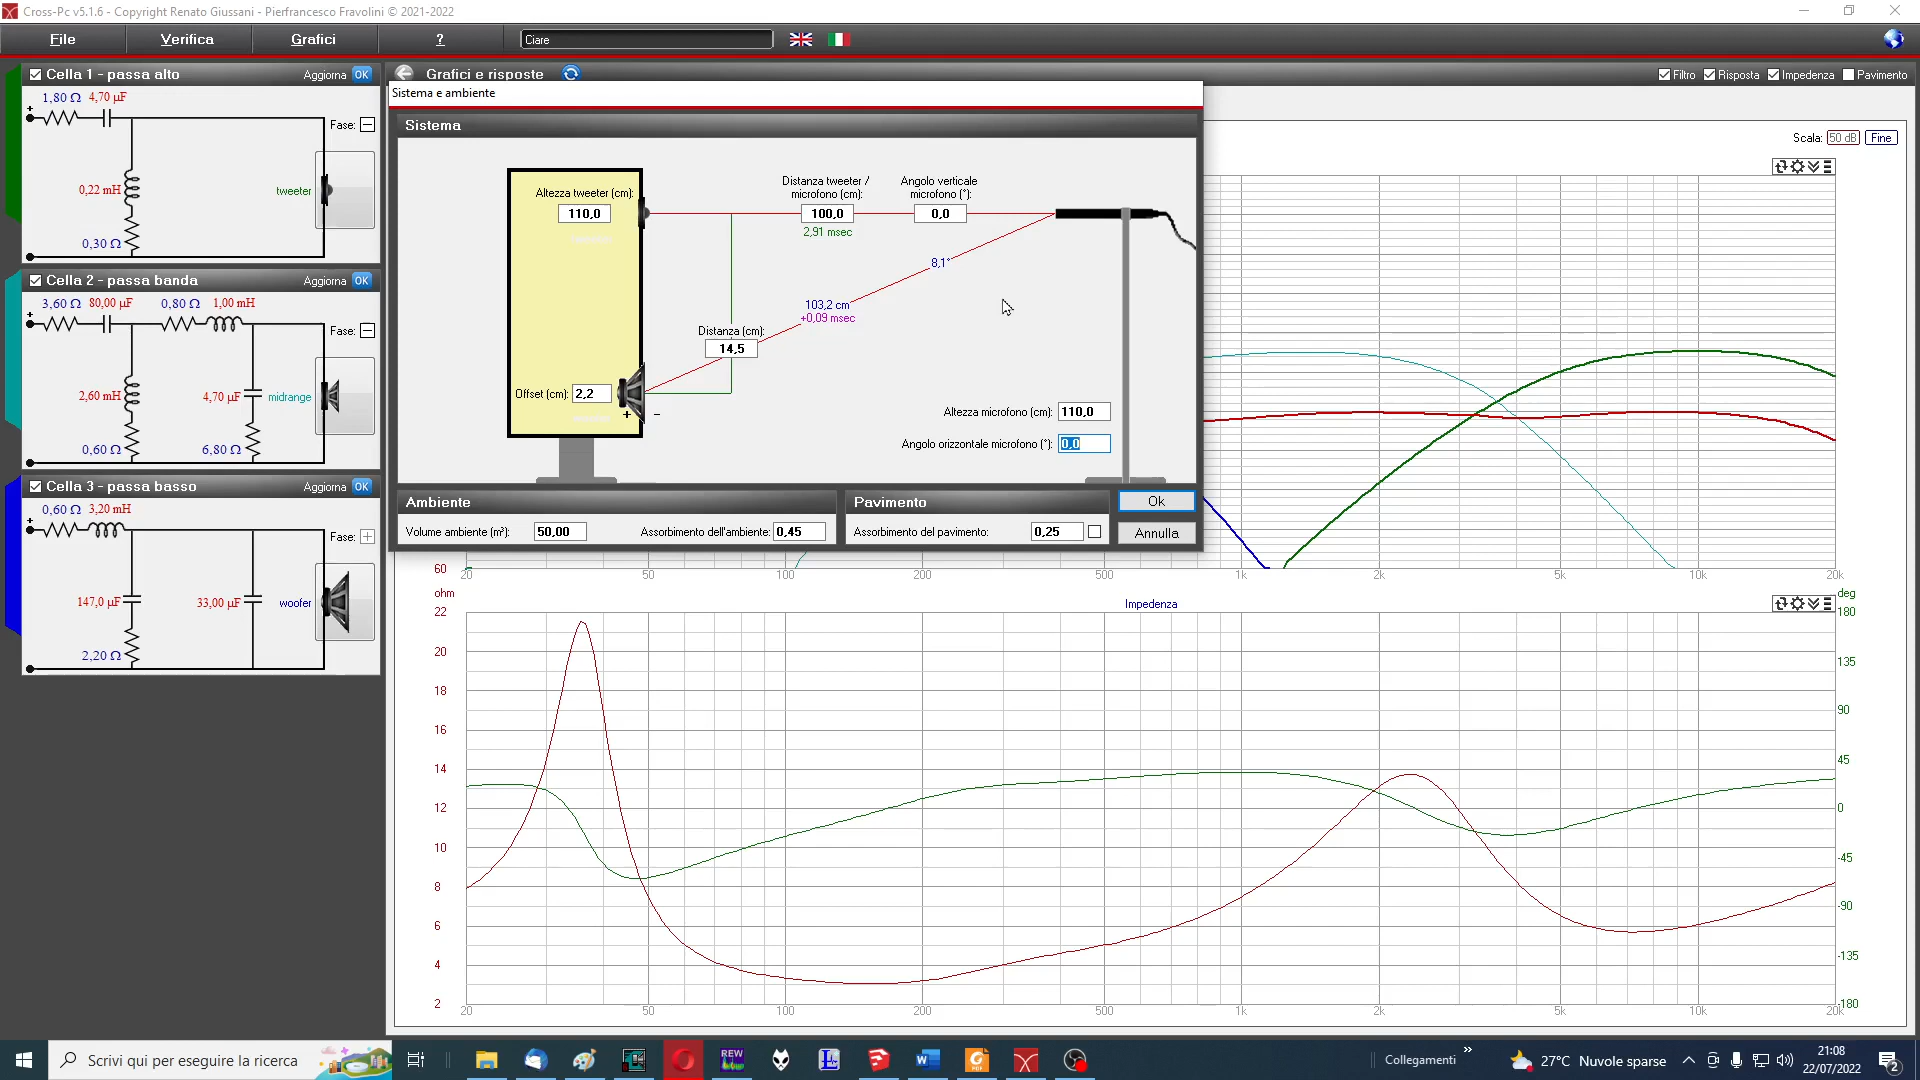 Cross-Pc v5.1.6 - Copyright Renato Giussani - Pierfrancesco Fravolini © 2021-2022
File
Verifica
Grafici
?
Ciare
Cella 1 - passa alto
Aggiorna OK
1,80 Ω 4,70 µF
+
Fase: −
0,22 mH
tweeter
0,30 Ω
Cella 2 - passa banda
Aggiorna OK
3,60 Ω 80,00 µF 0,80 Ω 1,00 mH
+
Fase: −
2,60 mH
4,70 µF
midrange
0,60 Ω
6,80 Ω
Cella 3 - passa basso
Aggiorna OK
0,60 Ω 3,20 mH
+
Fase: +
147,0 µF
33,00 µF
woofer
2,20 Ω
Grafici e risposte
Filtro Risposta Impedenza Pavimento
Sistema e ambiente
Sistema
Altezza tweeter (cm):
110,0
Distanza tweeter /
microfono (cm):
100,0
2,91 msec
Angolo verticale
microfono (°):
0,0
8,1°
103,2 cm
+0,09 msec
Distanza (cm):
14,5
Offset (cm): 2,2
+ −
Altezza microfono (cm): 110,0
Angolo orizzontale microfono (°): 0,0
Ambiente
Volume ambiente (m³): 50,00
Assorbimento dell'ambiente: 0,45
Pavimento
Assorbimento del pavimento: 0,25
Ok
Annulla
Scala: 50 dB Fine
60
20 50 100 200 500 1k 2k 5k 10k 20k
ohm
Impedenza
deg
22
20
18
16
14
12
10
8
6
4
2
180
135
90
45
0
-45
-90
-135
-180
20 50 100 200 500 1k 2k 5k 10k 20k
Scrivi qui per eseguire la ricerca
REW
Collegamenti
»
27°C Nuvole sparse
21:08
22/07/2022
2